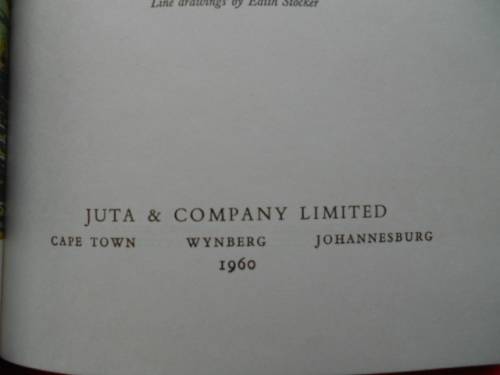 Line drawings by Edith Stocker
JUTA & COMPANY LIMITED
CAPE TOWN WYNBERG JOHANNESBURG
1960